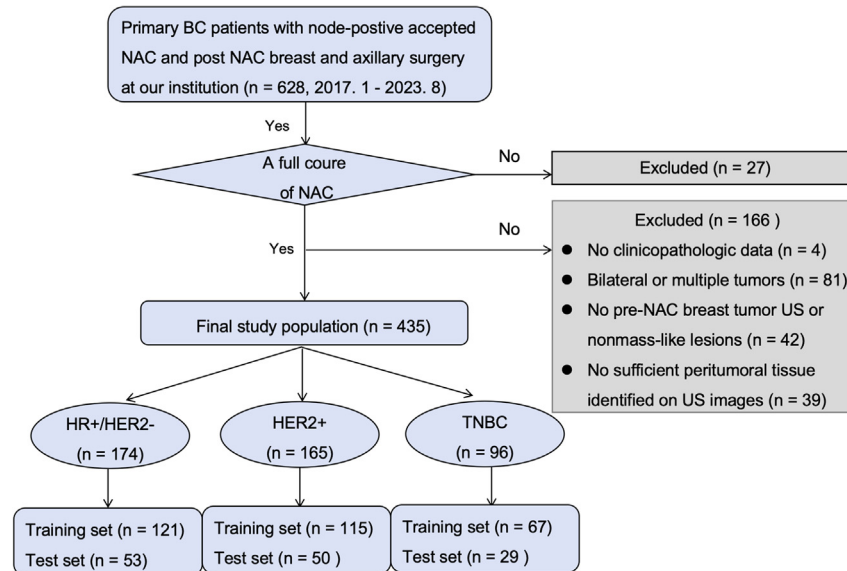 Primary BC patients with node-postive accepted
NAC and post NAC breast and axillary surgery
at our institution (n = 628, 2017. 1 - 2023. 8)
Yes
A full coure
of NAC
No
Excluded (n = 27)
Yes
No
Excluded (n = 166 )
● No clinicopathologic data (n = 4)
● Bilateral or multiple tumors (n = 81)
● No pre-NAC breast tumor US or
nonmass-like lesions (n = 42)
● No sufficient peritumoral tissue
identified on US images (n = 39)
Final study population (n = 435)
HR+/HER2-
(n = 174)
HER2+
(n = 165)
TNBC
(n = 96)
Training set (n = 121)
Test set (n = 53)
Training set (n = 115)
Test set (n = 50 )
Training set (n = 67)
Test set (n = 29 )